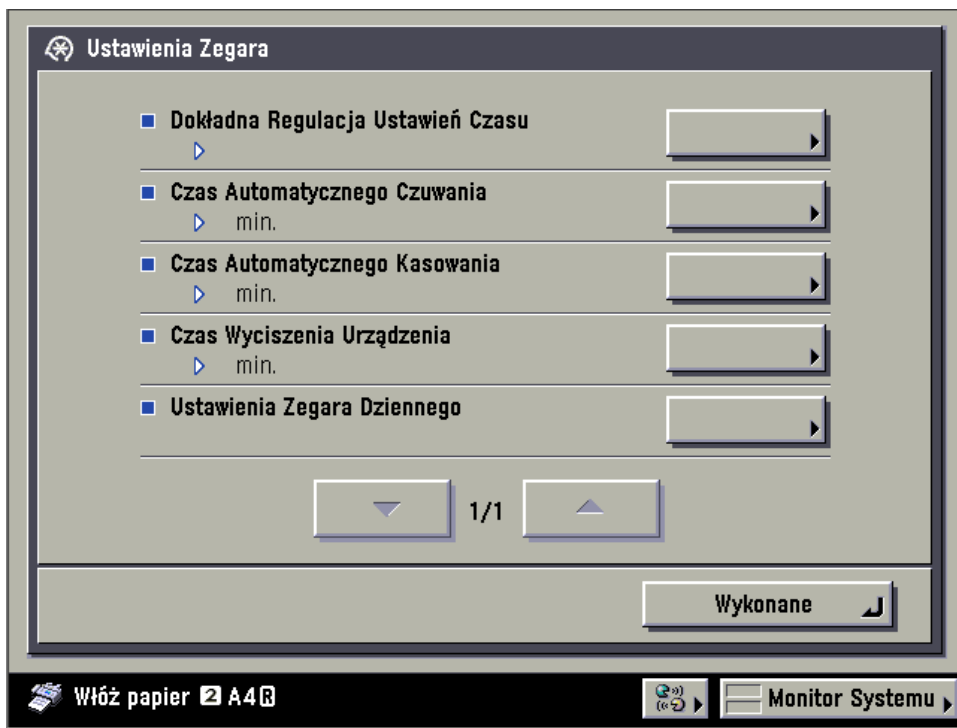 Ustawienia Zegara
Dokładna Regulacja Ustawień Czasu
Czas Automatycznego Czuwania
min.
Czas Automatycznego Kasowania
min.
Czas Wyciszenia Urządzenia
min.
Ustawienia Zegara Dziennego
1/1
Wykonane
Włóż papier 2 A4R
Monitor Systemu